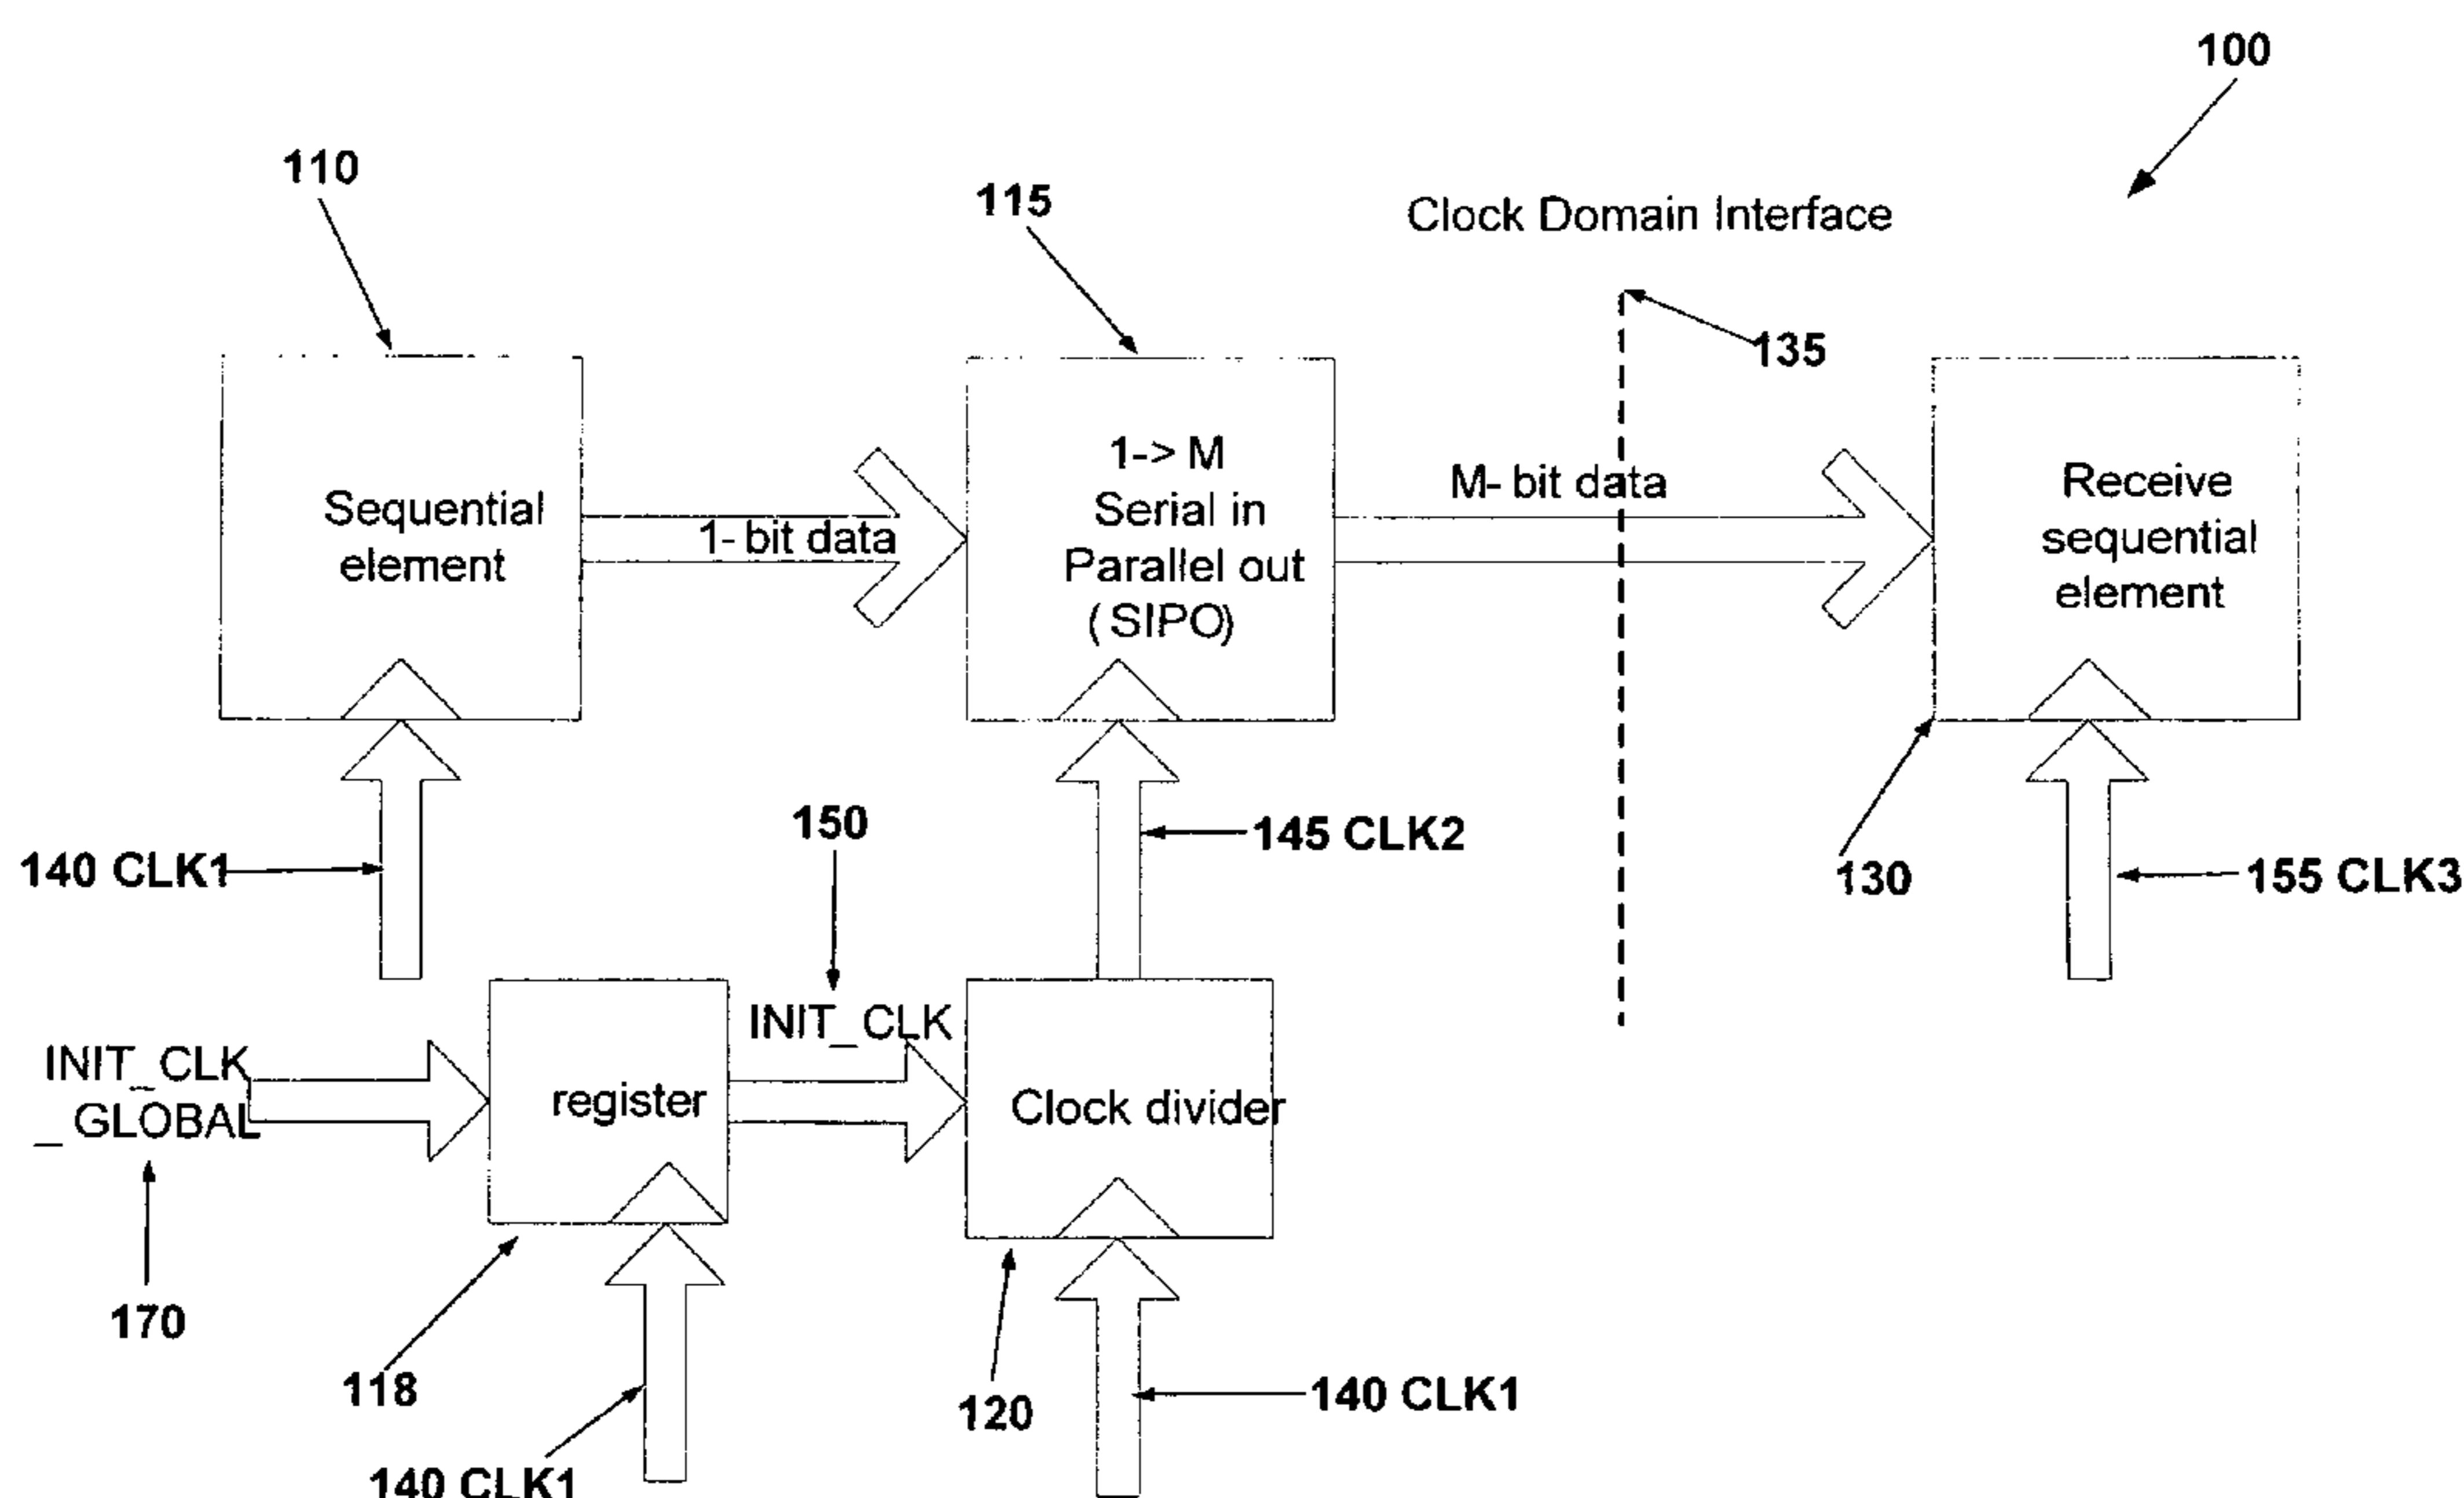 100
110
115
Clock Domain Interface
135
Sequential
element
1- bit data
1-> M
Serial in
Parallel out
( SIPO)
M- bit data
Receive
sequential
element
140 CLK1
150
145 CLK2
130
155 CLK3
INIT_CLK
_ GLOBAL
register
INIT_CLK
Clock divider
170
118
120
140 CLK1
140 CLK1